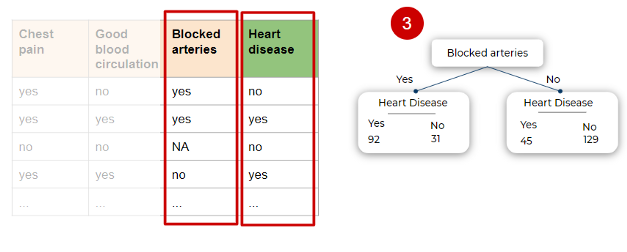 Chest pain Good blood circulation Blocked arteries Heart disease
yes no yes no
yes yes yes yes
no no NA no
yes yes no yes
... ... ... ...
3
Blocked arteries
Yes No
Heart Disease Heart Disease
Yes No Yes No
92 31 45 129